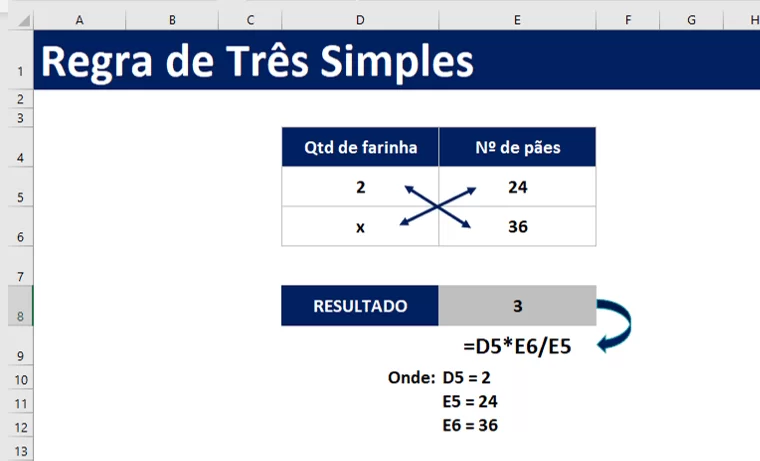 A B C D E F G H
1 Regra de Três Simples
2
3
4 Qtd de farinha Nº de pães
5 2 24
6 x 36
7
8 RESULTADO 3
9 =D5*E6/E5
10 Onde: D5 = 2
11 E5 = 24
12 E6 = 36
13